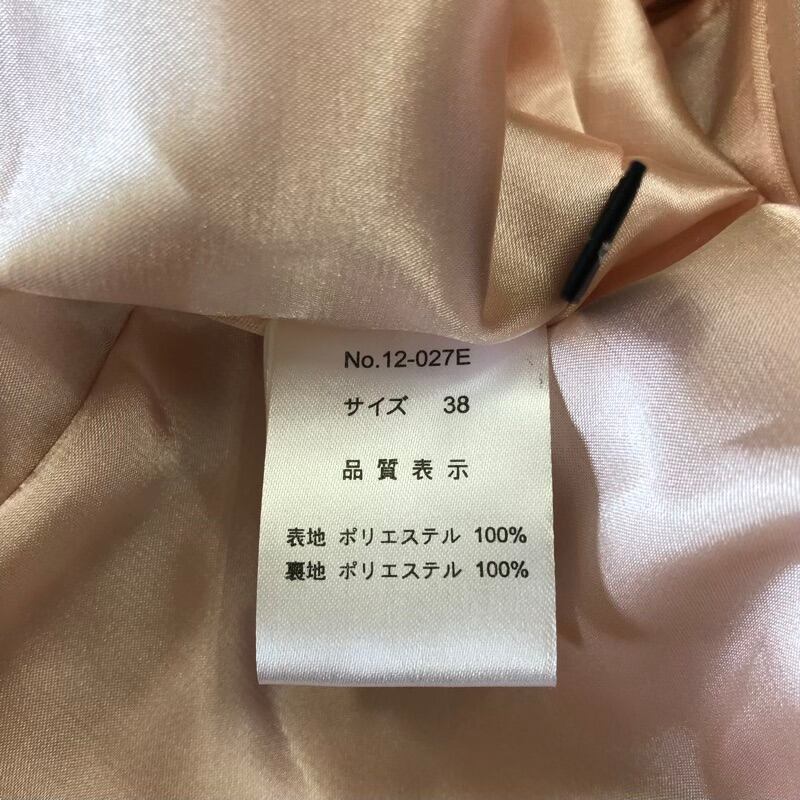 No.12-027E
サイズ 38
品質表示
表地 ポリエステル 100%
裏地 ポリエステル 100%